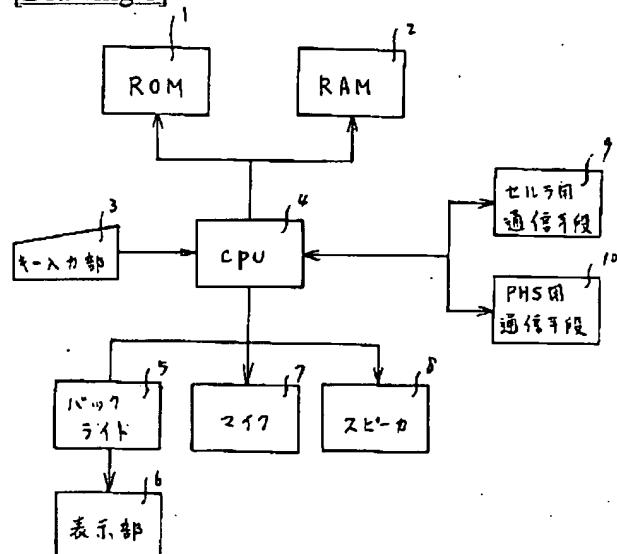 1
ROM
2
RAM
3
キー入力部
4
CPU
9
セルラ用
通信手段
10
PHS用
通信手段
5
バック
ライト
7
マイク
8
スピーカ
6
表示部